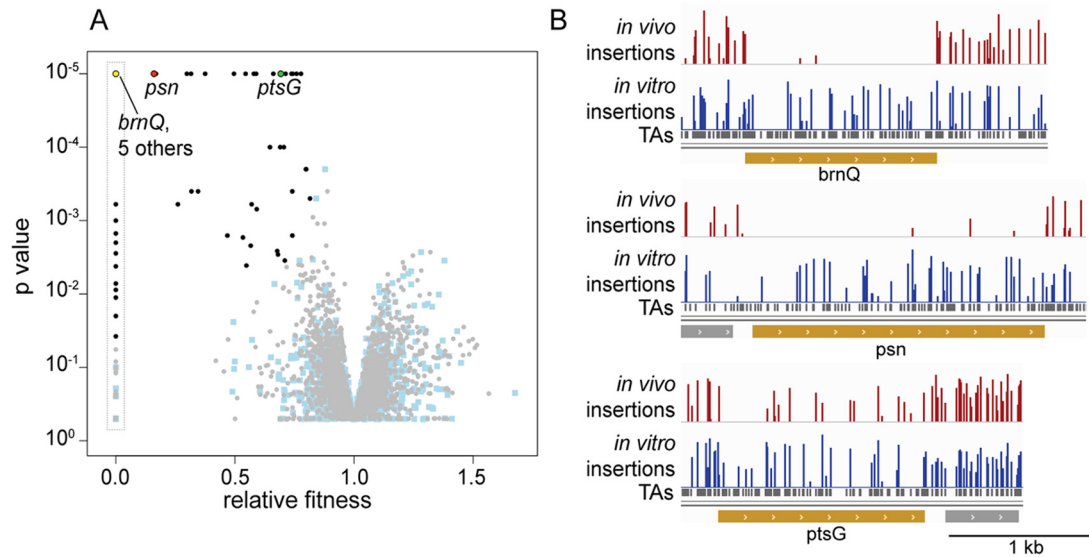 A
p value
10-5
10-4
10-3
10-2
10-1
100
psn
ptsG
brnQ,
5 others
0.0
0.5
1.0
1.5
relative fitness
B
in vivo
insertions
in vitro
insertions
TAs
brnQ
in vivo
insertions
in vitro
insertions
TAs
psn
in vivo
insertions
in vitro
insertions
TAs
ptsG
1 kb